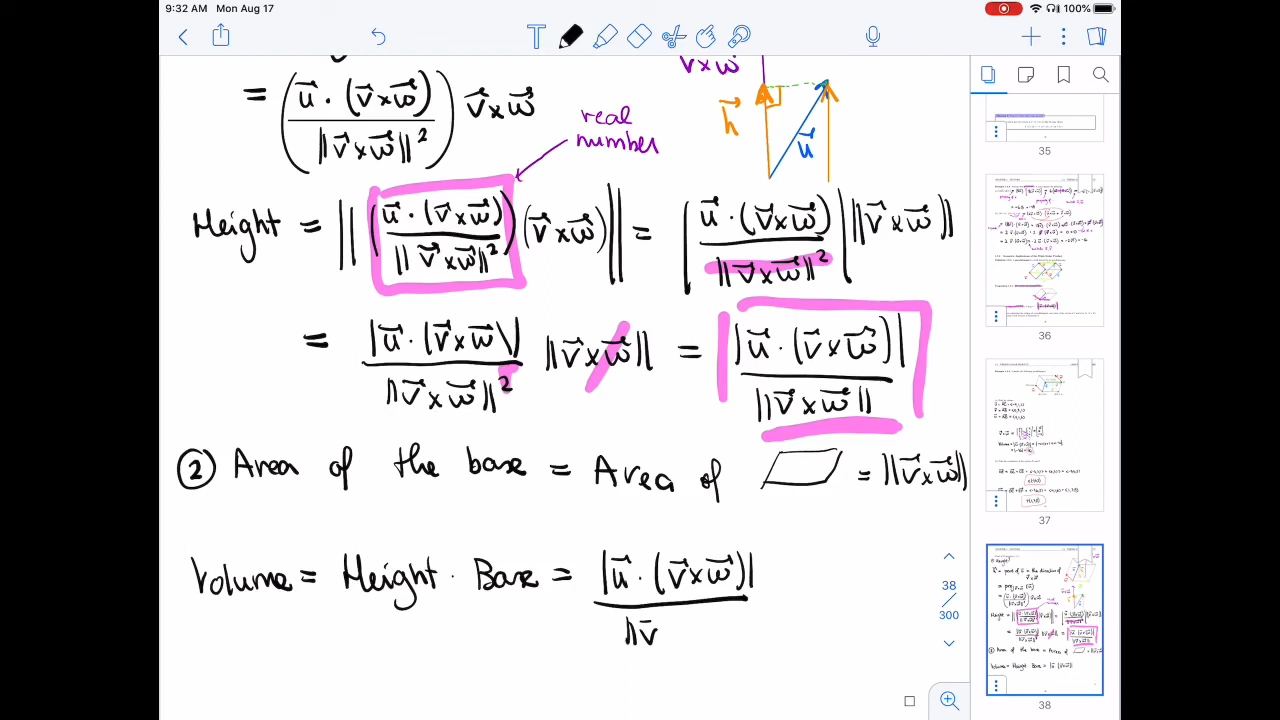 9:32 AM Mon Aug 17
100%
v⃗×w⃗
= (u⃗ · (v⃗×w⃗) / ||v⃗×w⃗||²) v⃗×w⃗
real number
h⃗
u⃗
Height = ||(u⃗ · (v⃗×w⃗) / ||v⃗×w⃗||²)(v⃗×w⃗)|| = |u⃗ · (v⃗×w⃗) / ||v⃗×w⃗||²| ||v⃗×w⃗||
= |u⃗ · (v⃗×w⃗)| / ||v⃗×w⃗||² ||v⃗×w⃗|| = |u⃗ · (v⃗×w⃗)| / ||v⃗×w⃗||
② Area of the base = Area of ▱ = ||v⃗×w⃗||
Volume = Height · Base = |u⃗ · (v⃗×w⃗)| / ||v⃗
38
300
35
36
37
38